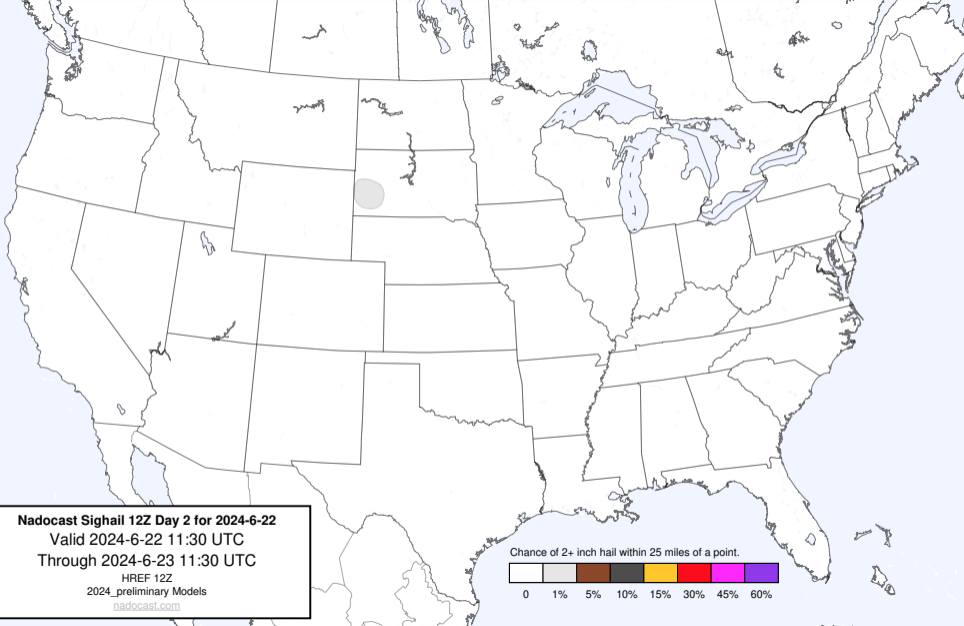 Nadocast Sighail 12Z Day 2 for 2024-6-22
Valid 2024-6-22 11:30 UTC
Through 2024-6-23 11:30 UTC
HREF 12Z
2024_preliminary Models
nadocast.com
Chance of 2+ inch hail within 25 miles of a point.
0 1% 5% 10% 15% 30% 45% 60%